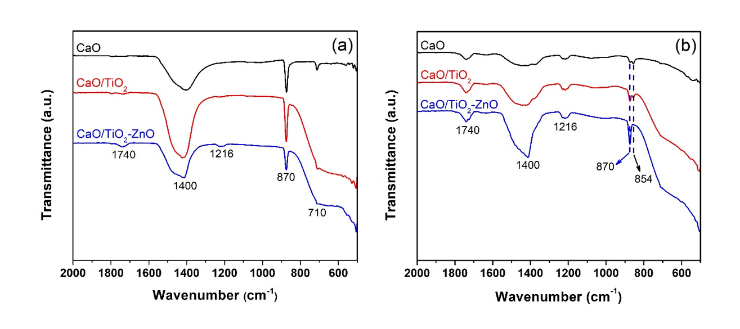 (a)
CaO
CaO/TiO₂
CaO/TiO₂-ZnO
1740
1400
1216
870
710
2000 1800 1600 1400 1200 1000 800 600
Wavenumber (cm⁻¹)
Transmittance (a.u.)
(b)
CaO
CaO/TiO₂
CaO/TiO₂-ZnO
1740
1400
1216
870
854
2000 1800 1600 1400 1200 1000 800 600
Wavenumber (cm⁻¹)
Transmittance (a.u.)